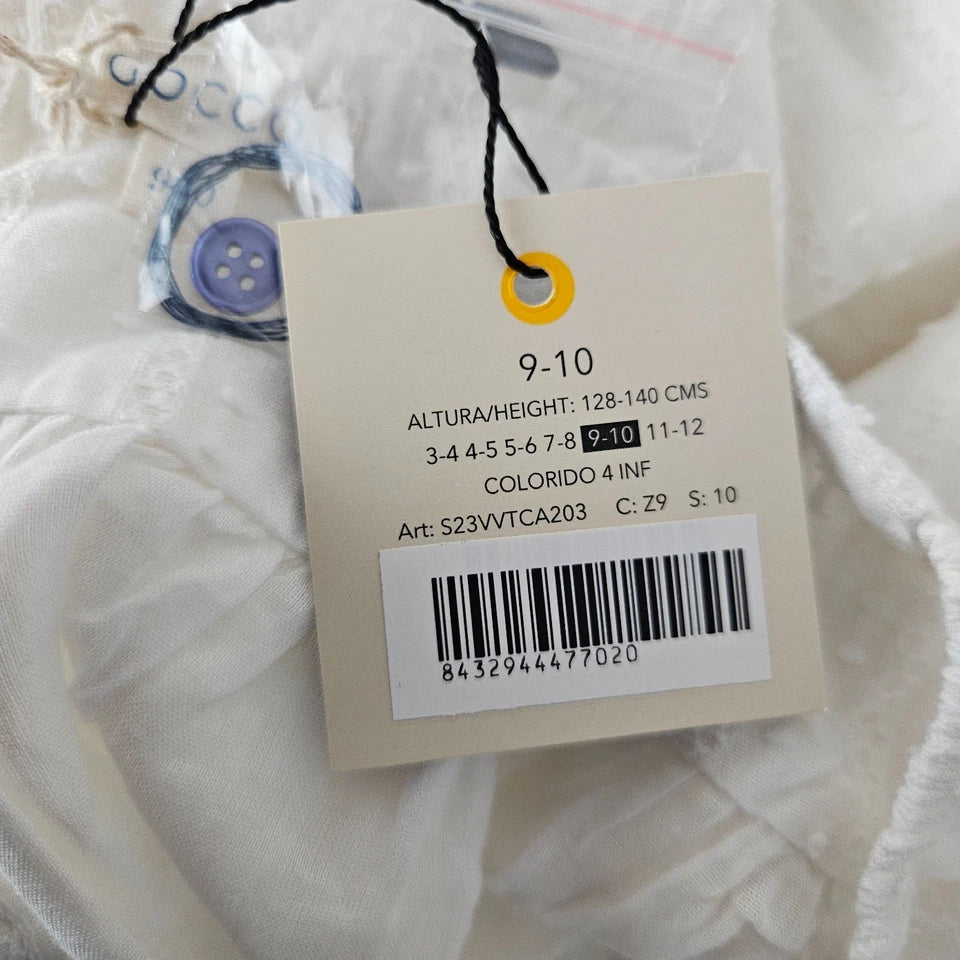 GOCCO
9-10
ALTURA/HEIGHT: 128-140 CMS
3-4 4-5 5-6 7-8 9-10 11-12
COLORIDO 4 INF
Art: S23VVTCA203 C: Z9 S: 10
8432944477020